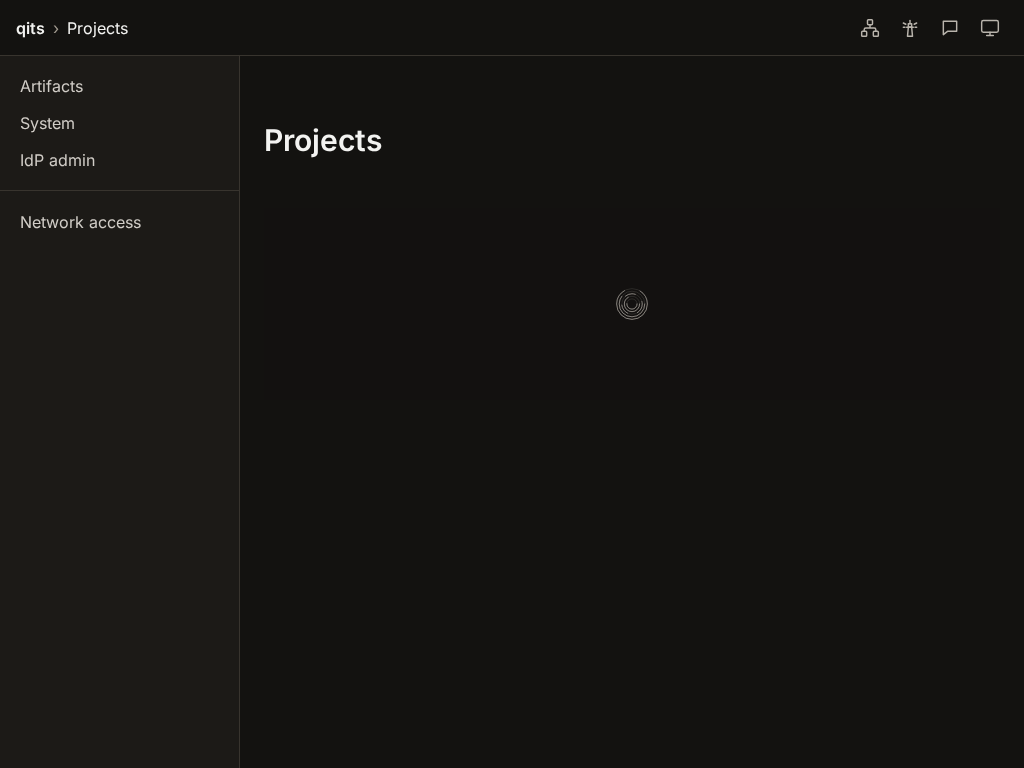 qits › Projects
Artifacts
System
IdP admin
Network access
Projects